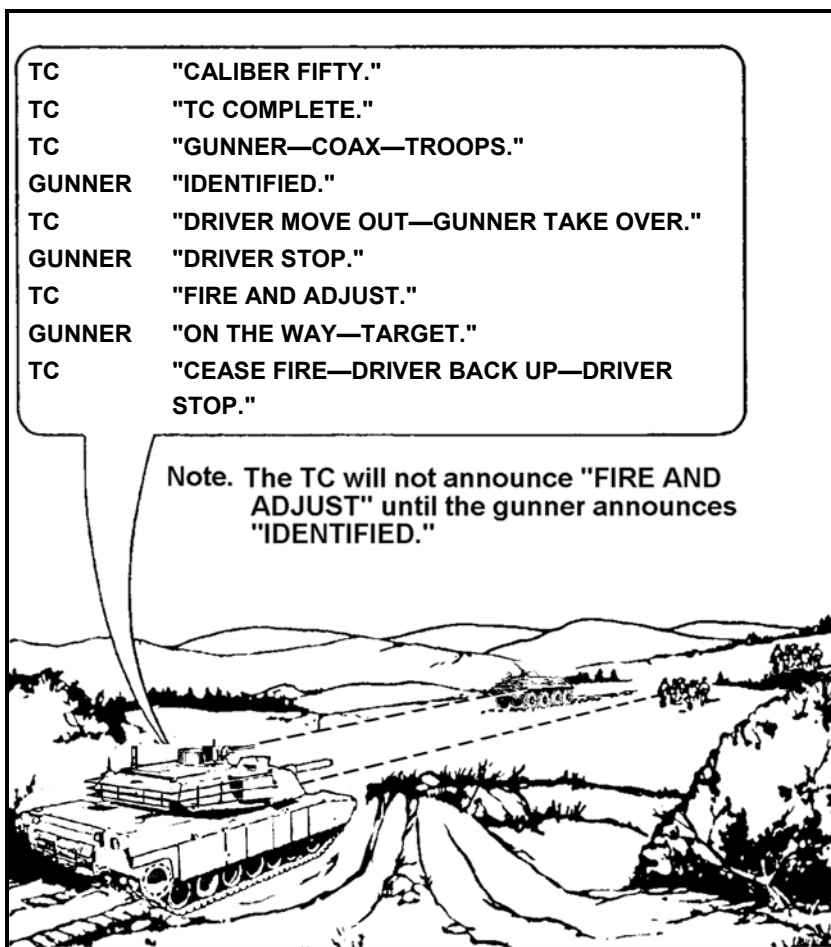 TC "CALIBER FIFTY."
TC "TC COMPLETE."
TC "GUNNER—COAX—TROOPS."
GUNNER "IDENTIFIED."
TC "DRIVER MOVE OUT—GUNNER TAKE OVER."
GUNNER "DRIVER STOP."
TC "FIRE AND ADJUST."
GUNNER "ON THE WAY—TARGET."
TC "CEASE FIRE—DRIVER BACK UP—DRIVER
STOP."
Note. The TC will not announce "FIRE AND
ADJUST" until the gunner announces
"IDENTIFIED."